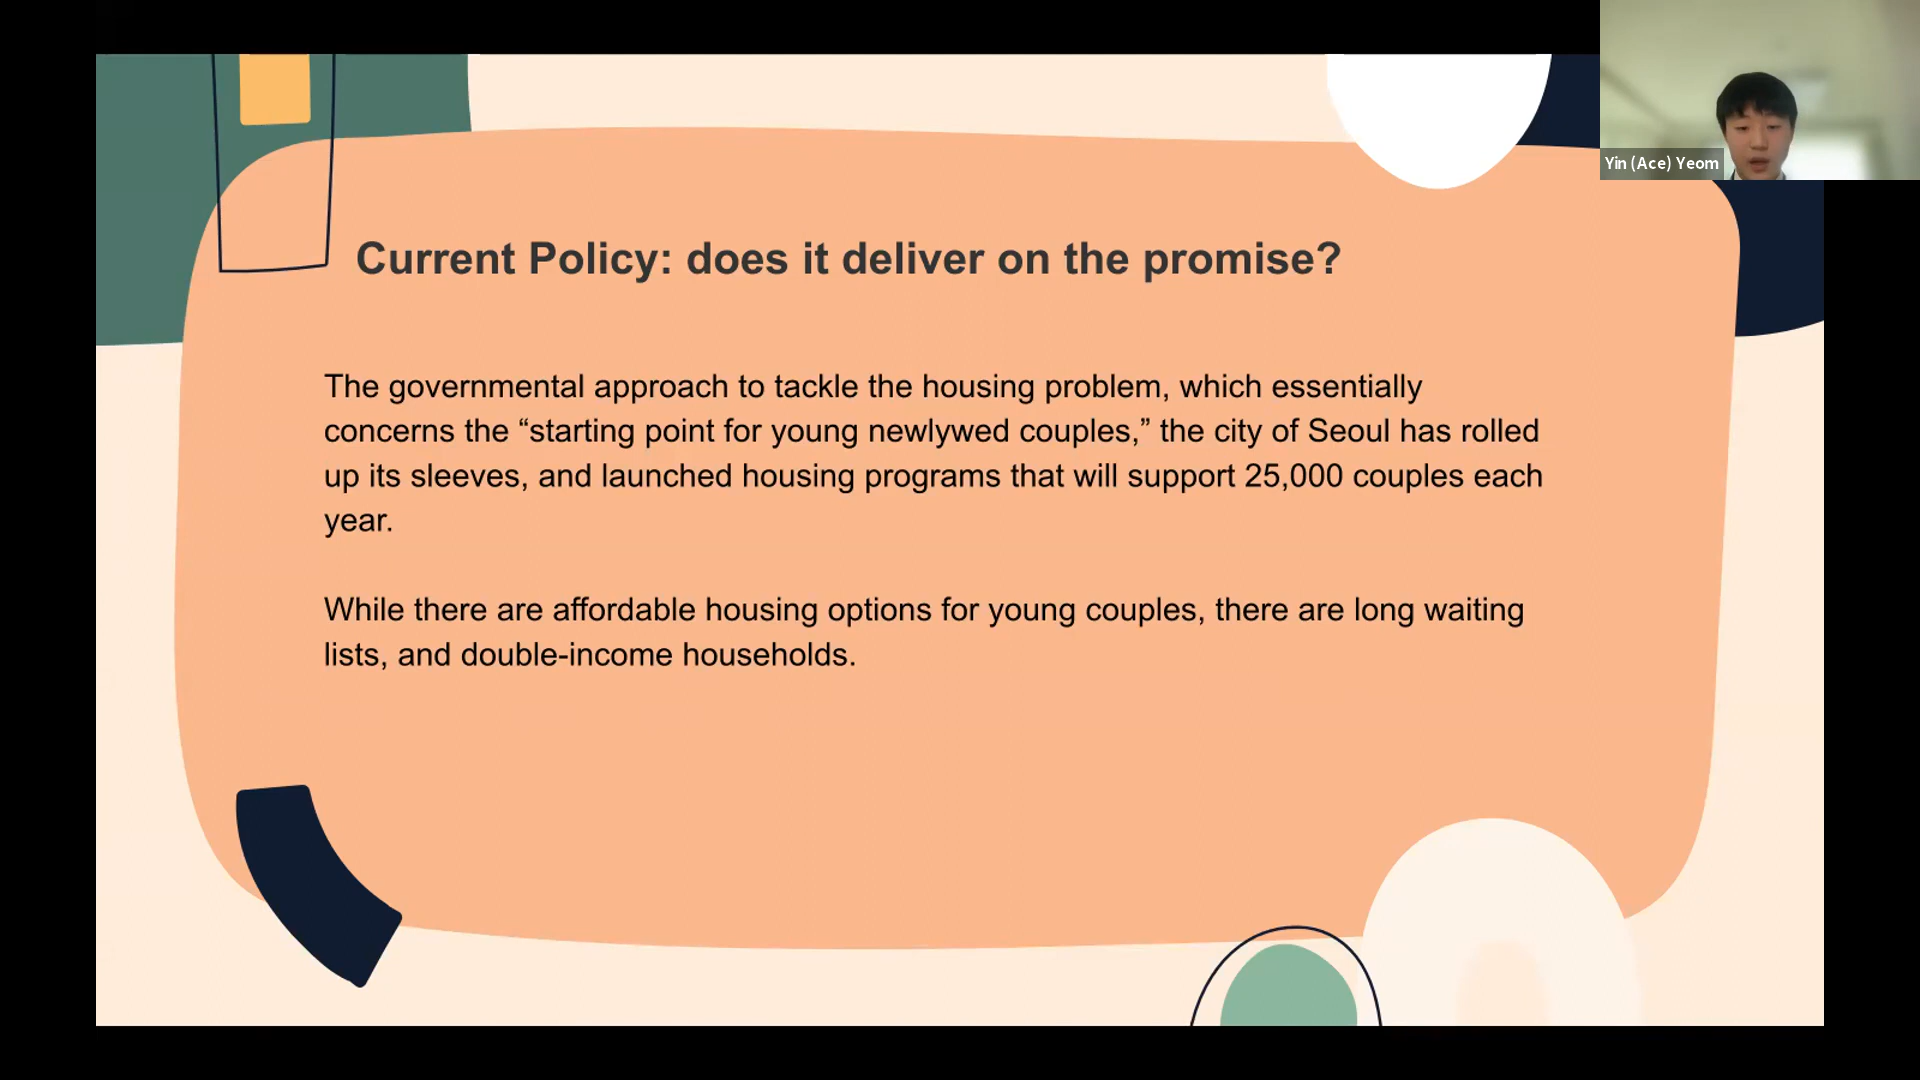 Yin (Ace) Yeom
Current Policy: does it deliver on the promise?
The governmental approach to tackle the housing problem, which essentially
concerns the “starting point for young newlywed couples,” the city of Seoul has rolled
up its sleeves, and launched housing programs that will support 25,000 couples each
year.
While there are affordable housing options for young couples, there are long waiting
lists, and double-income households.